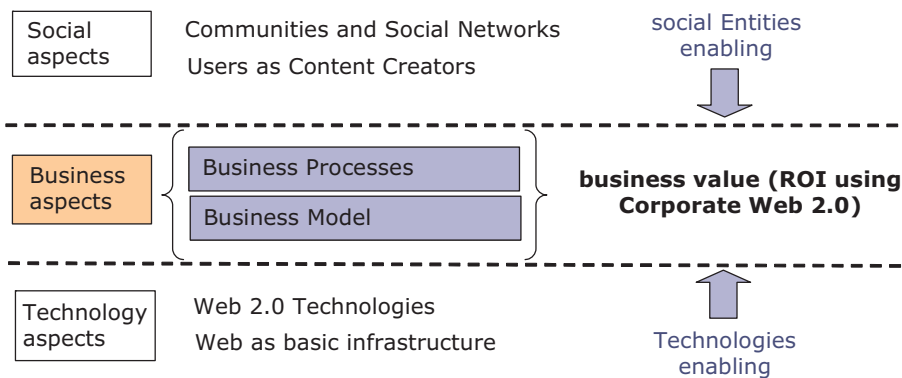 Social
aspects
Communities and Social Networks
Users as Content Creators
social Entities
enabling
Business
aspects
Business Processes
Business Model
business value (ROI using
Corporate Web 2.0)
Technology
aspects
Web 2.0 Technologies
Web as basic infrastructure
Technologies
enabling